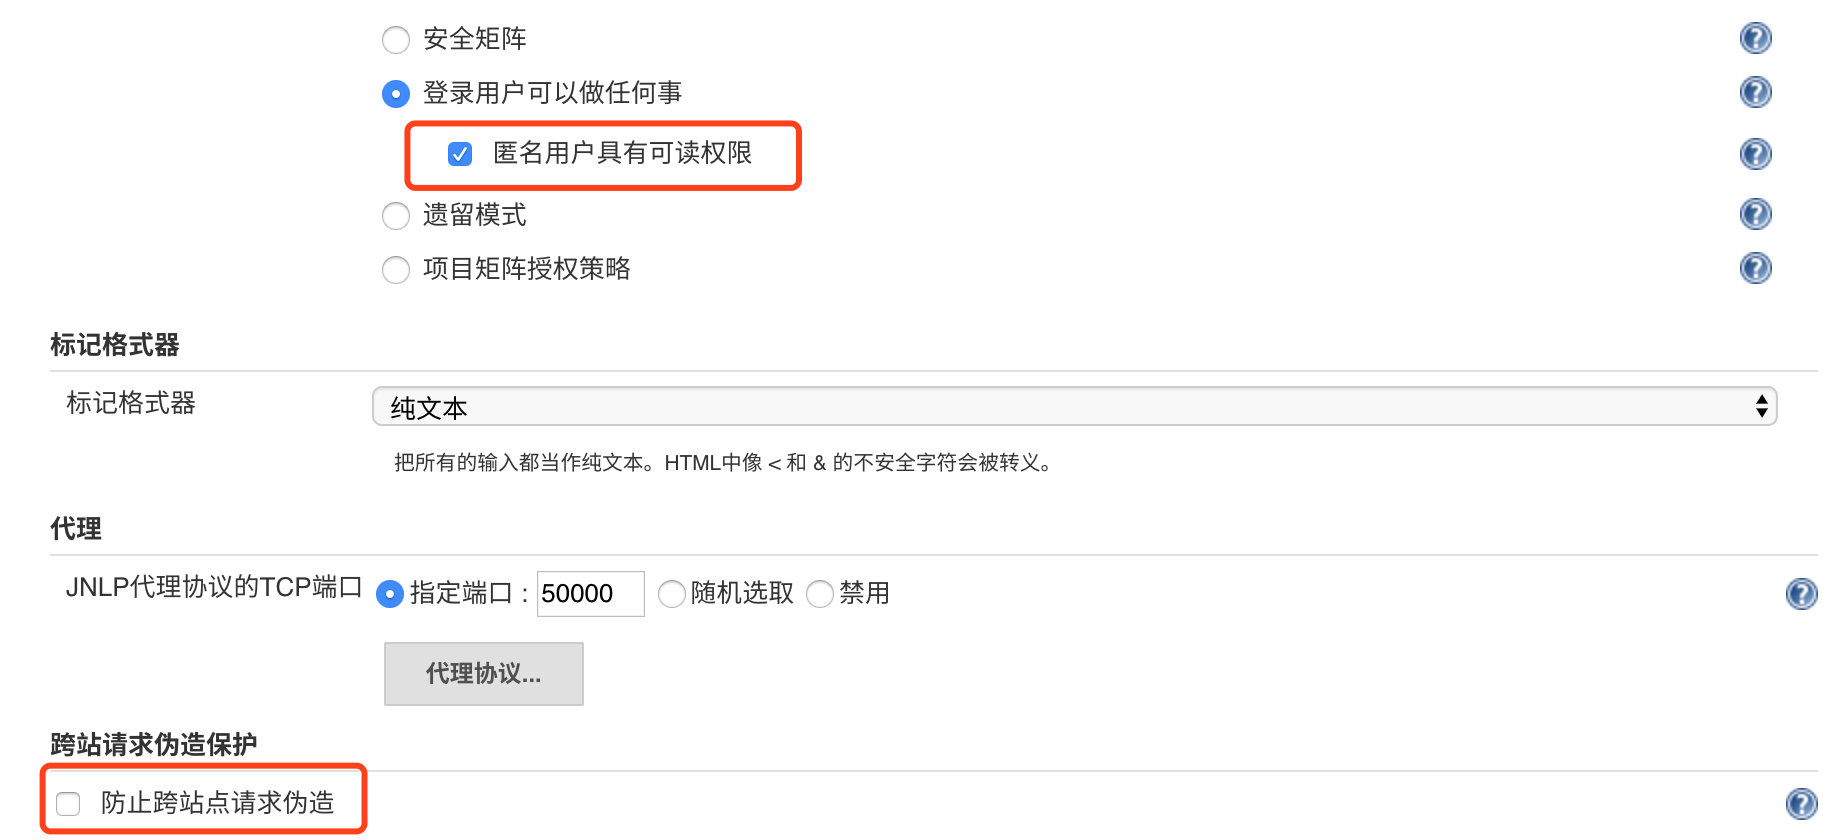 安全矩阵
登录用户可以做任何事
匿名用户具有可读权限
遗留模式
项目矩阵授权策略
标记格式器
标记格式器 纯文本
把所有的输入都当作纯文本。HTML中像 < 和 & 的不安全字符会被转义。
代理
JNLP代理协议的TCP端口 指定端口 : 50000 随机选取 禁用
代理协议...
跨站请求伪造保护
防止跨站点请求伪造